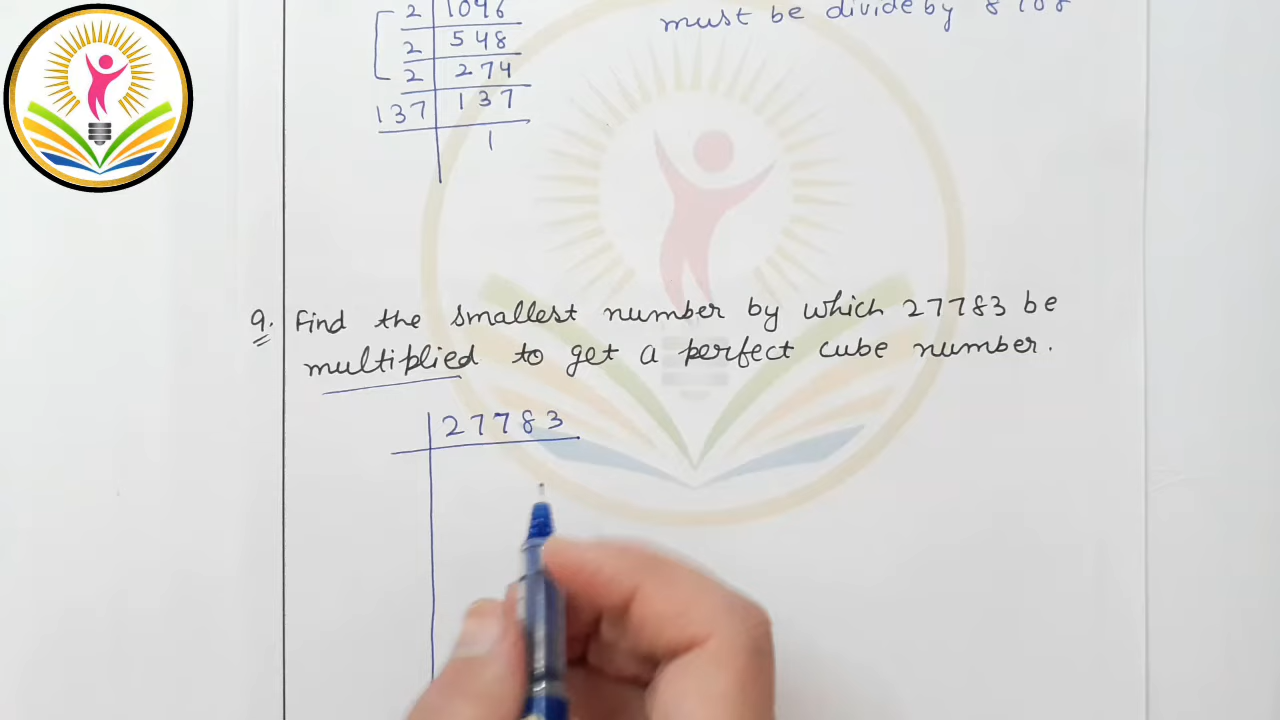 2 | 1096
2 | 548
2 | 274
137 | 137
1
must be divide by
9. Find the smallest number by which 27783 be
multiplied to get a perfect cube number.
27783